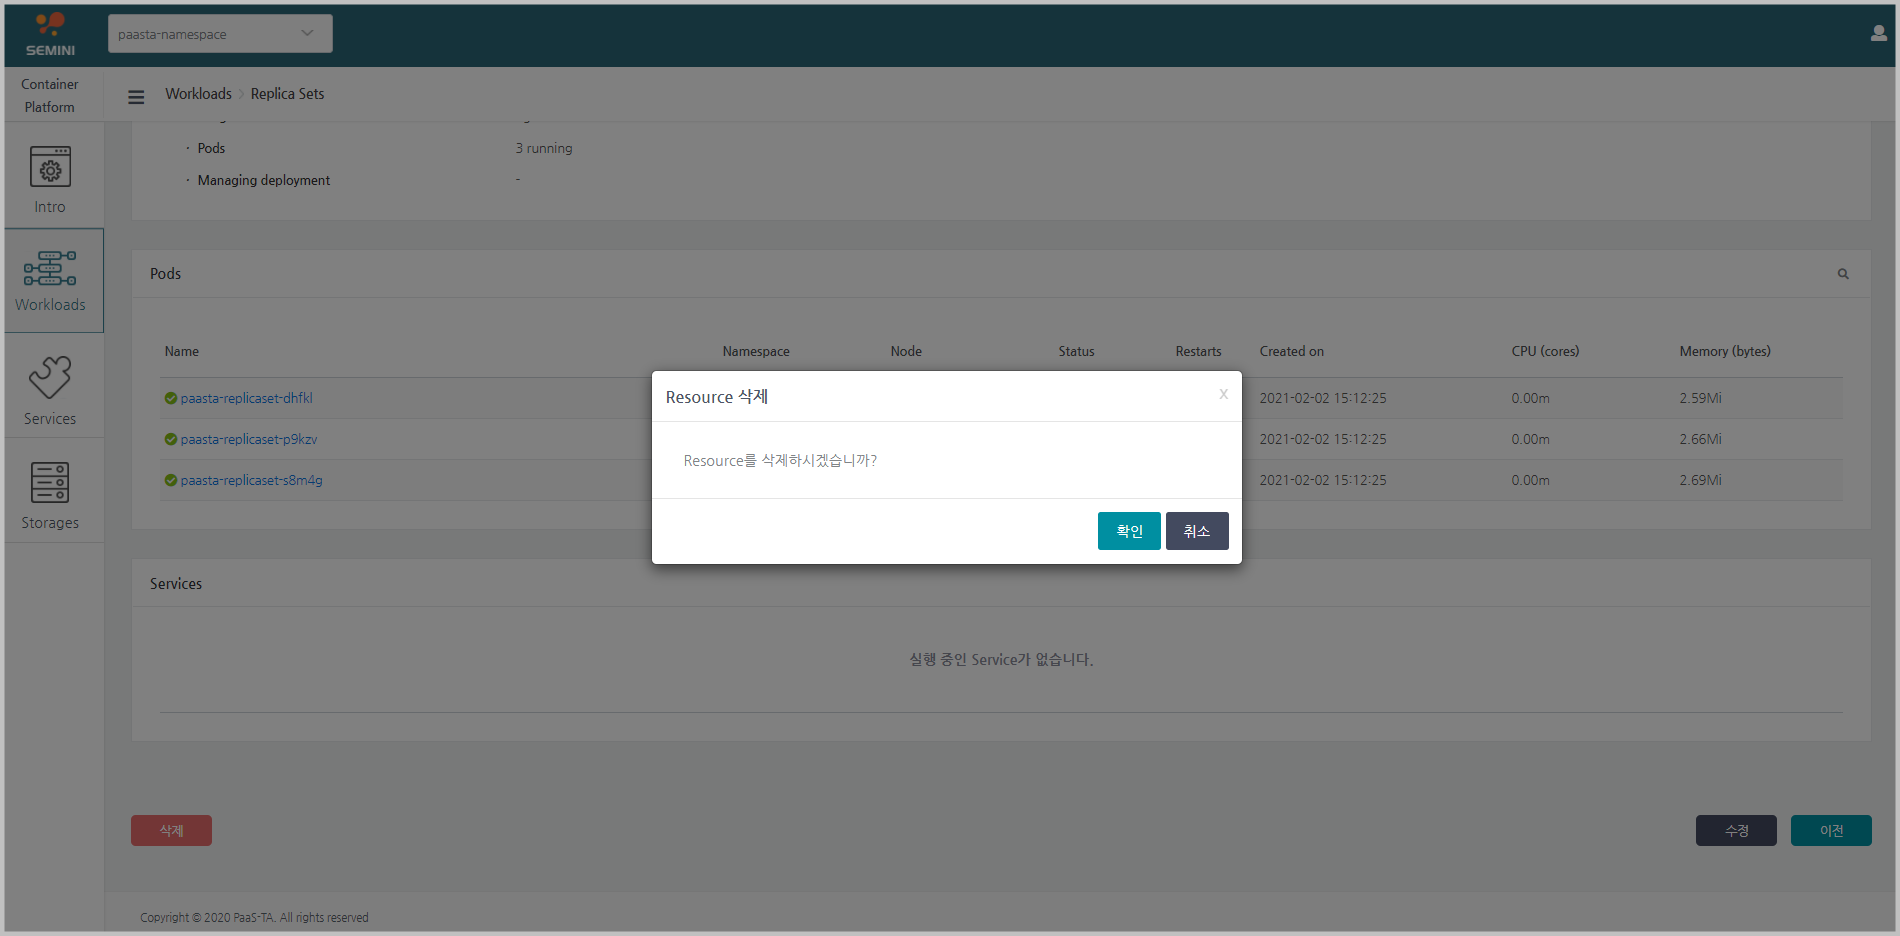 SEMINI
paasta-namespace
Container
Platform
Workloads
Replica Sets
Intro
Workloads
Services
Storages
· Pods
3 running
· Managing deployment
-
Pods
Name
Namespace
Node
Status
Restarts
Created on
CPU (cores)
Memory (bytes)
paasta-replicaset-dhfkl
2021-02-02 15:12:25
0.00m
2.59Mi
paasta-replicaset-p9kzv
2021-02-02 15:12:25
0.00m
2.66Mi
paasta-replicaset-s8m4g
2021-02-02 15:12:25
0.00m
2.69Mi
Resource 삭제
X
Resource를 삭제하시겠습니까?
확인
취소
Services
실행 중인 Service가 없습니다.
삭제
수정
이전
Copyright © 2020 PaaS-TA. All rights reserved